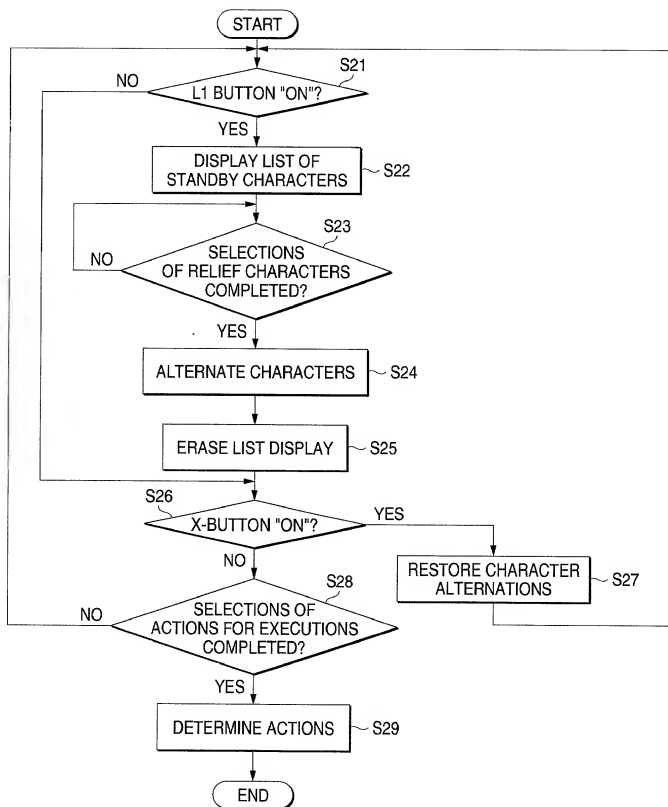 START
S21
NO
L1 BUTTON "ON"?
YES
DISPLAY LIST OF
STANDBY CHARACTERS
S22
S23
NO
SELECTIONS
OF RELIEF CHARACTERS
COMPLETED?
YES
ALTERNATE CHARACTERS
S24
ERASE LIST DISPLAY
S25
S26
X-BUTTON "ON"?
YES
NO
RESTORE CHARACTER
ALTERNATIONS
S27
S28
NO
SELECTIONS OF
ACTIONS FOR EXECUTIONS
COMPLETED?
YES
DETERMINE ACTIONS
S29
END